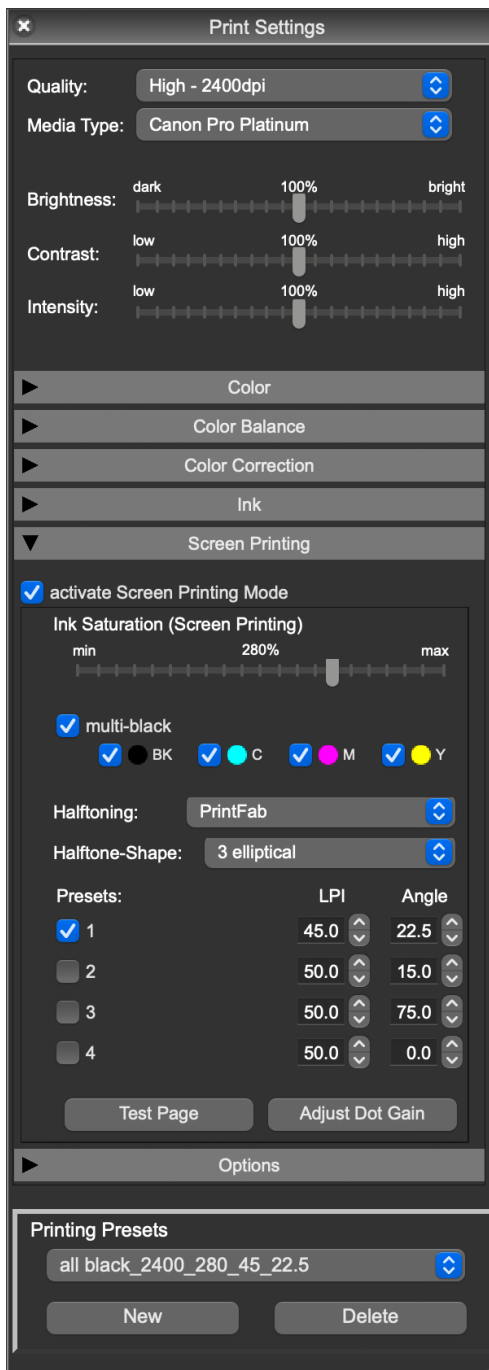 Print Settings
Quality: High - 2400dpi
Media Type: Canon Pro Platinum
dark 100% bright
Brightness:
low 100% high
Contrast:
low 100% high
Intensity:
Color
Color Balance
Color Correction
Ink
Screen Printing
activate Screen Printing Mode
Ink Saturation (Screen Printing)
min 280% max
multi-black
BK C M Y
Halftoning: PrintFab
Halftone-Shape: 3 elliptical
Presets: LPI Angle
1 45.0 22.5
2 50.0 15.0
3 50.0 75.0
4 50.0 0.0
Test Page Adjust Dot Gain
Options
Printing Presets
all black_2400_280_45_22.5
New Delete